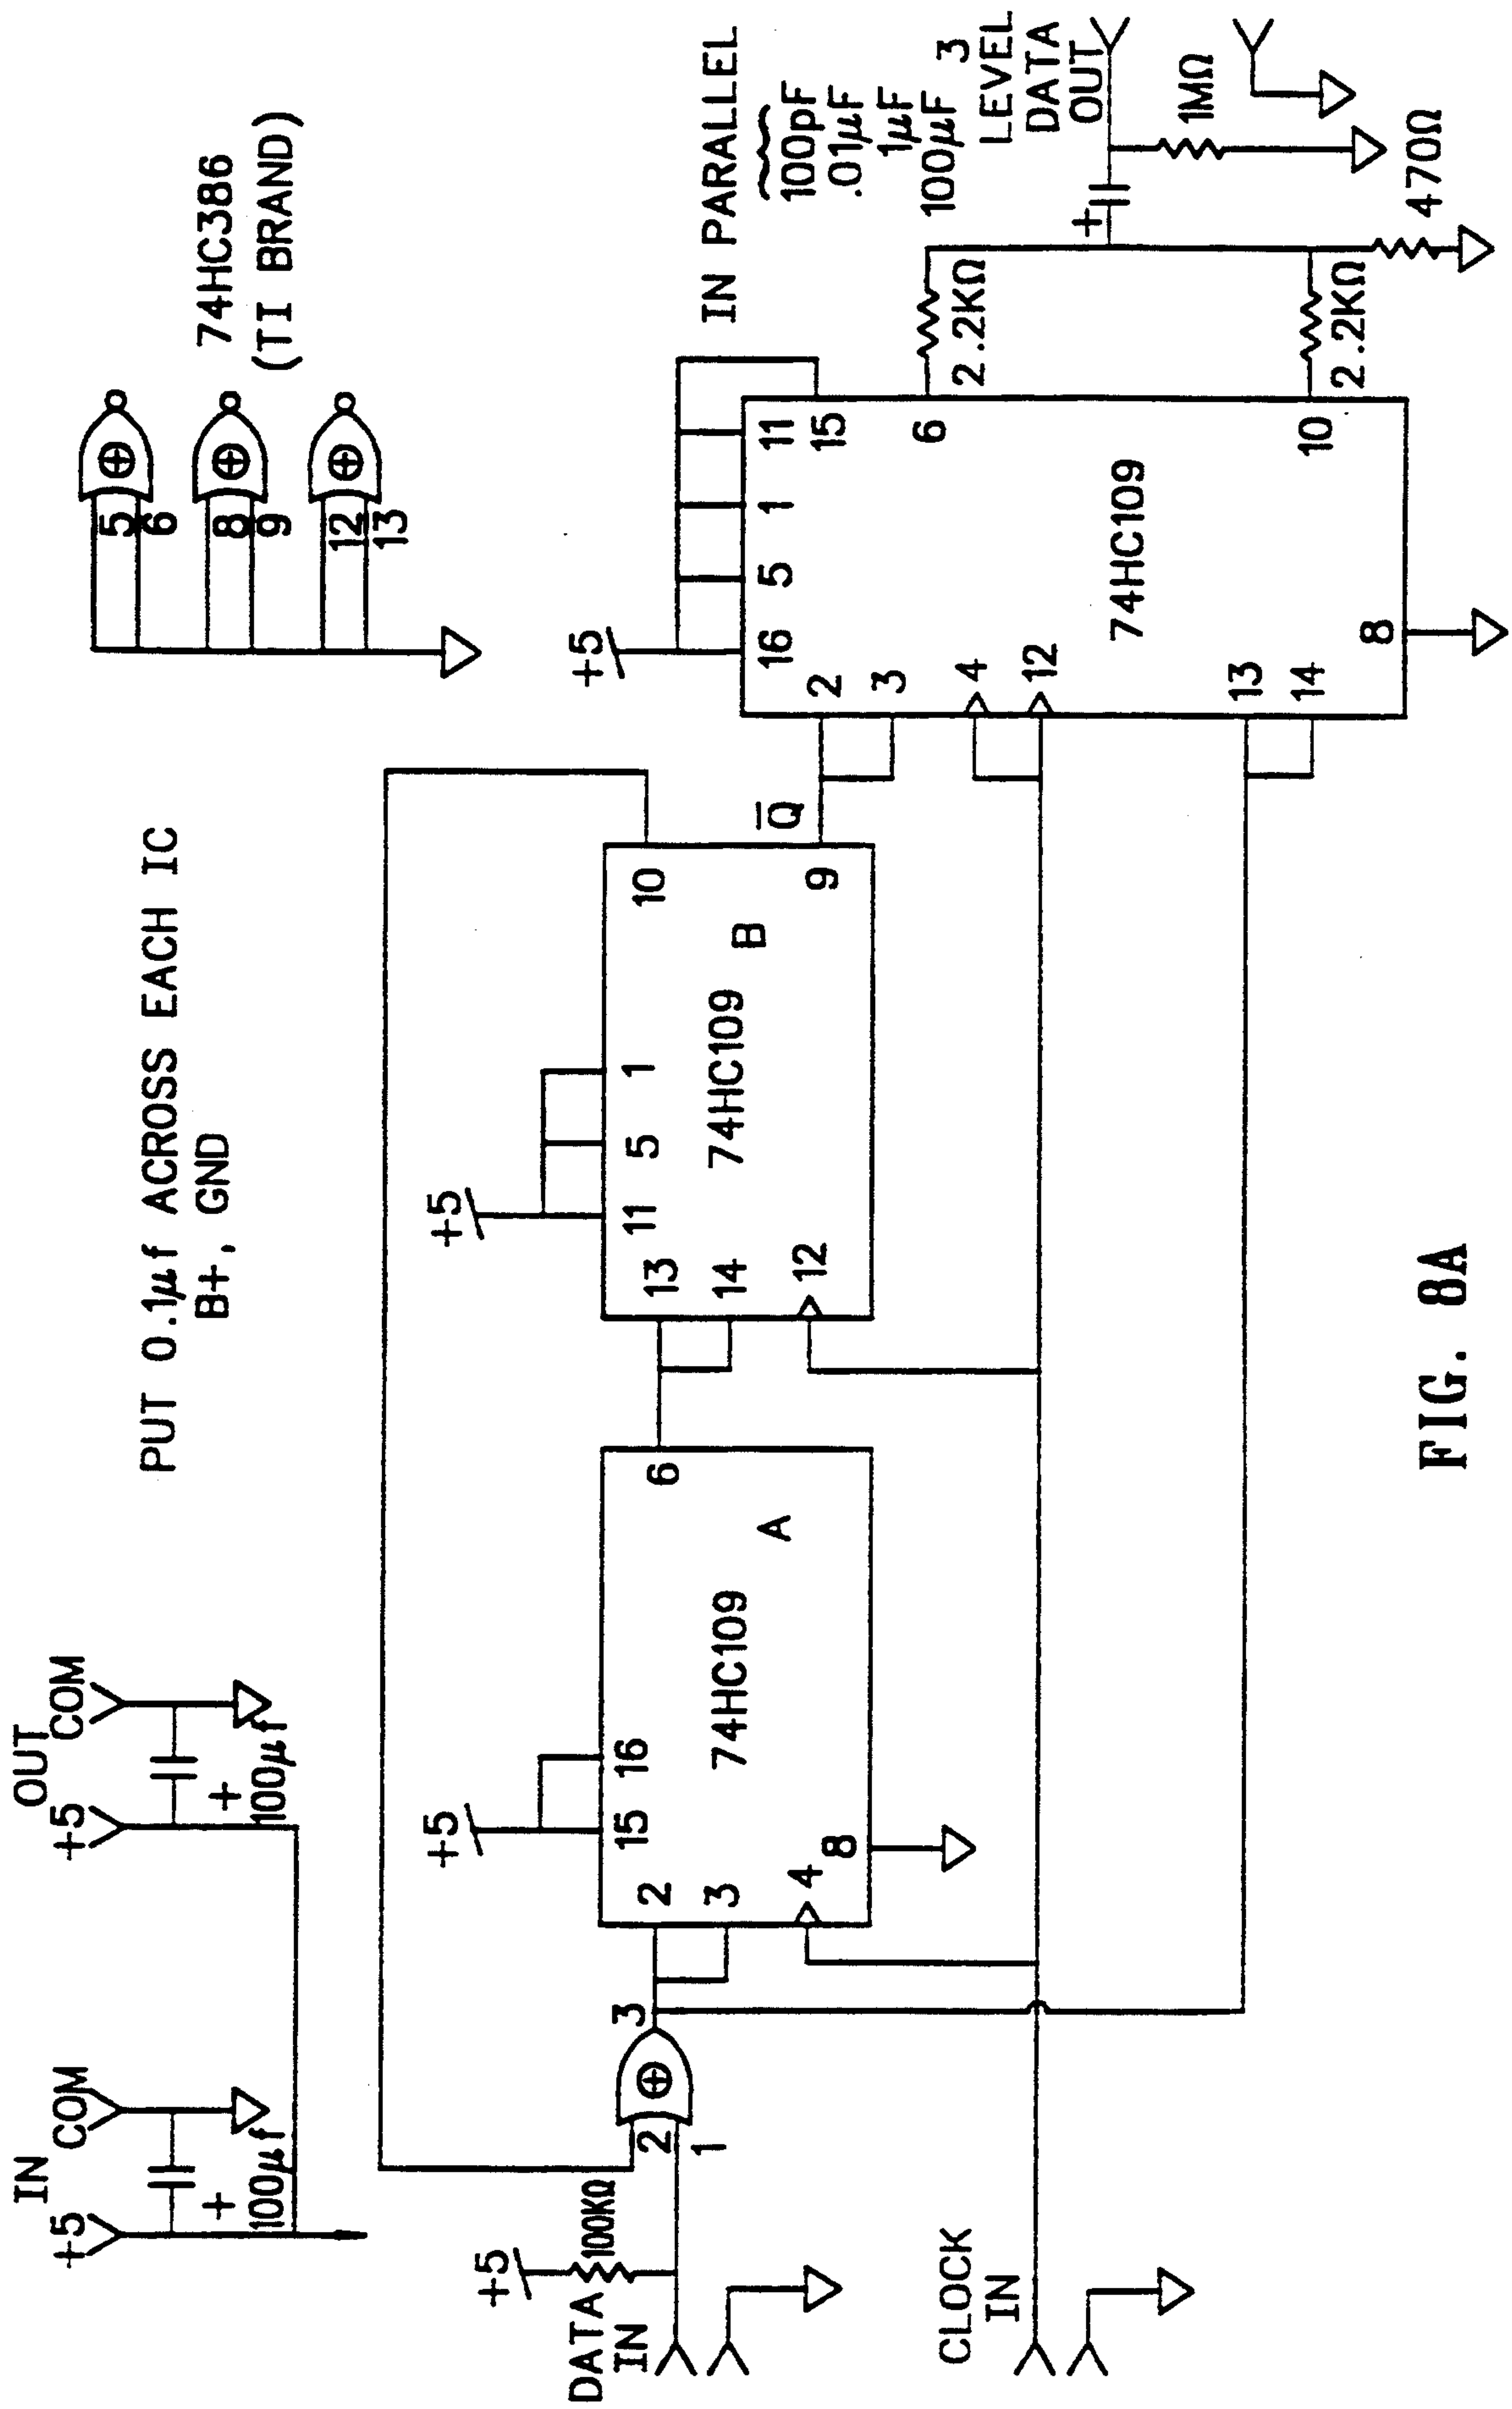 IN
+5
COM
+
100μf
OUT
+5
COM
+
100μf
PUT 0.1μf ACROSS EACH IC
B+, GND
5
6
8
9
12
13
74HC386
(TI BRAND)
DATA
IN
+5
100KΩ
2
1
3
CLOCK
IN
+5
15
16
2
3
4
8
74HC109
A
6
+5
11
5
1
13
14
12
74HC109
B
10
9
Q̅
+5
16
5
1
11
15
2
3
4
12
13
14
8
74HC109
6
10
2.2KΩ
2.2KΩ
470Ω
IN PARALLEL
100pF
.01μF
1μF
100μF
+
1MΩ
3
LEVEL
DATA
OUT
FIG. 8A